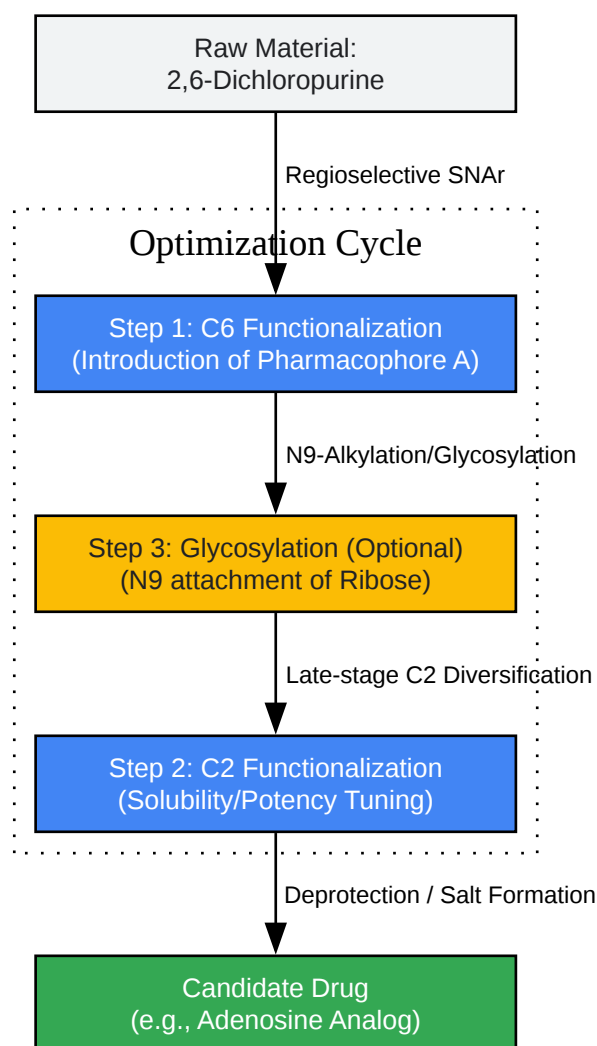 Raw Material:
2,6-Dichloropurine
Regioselective SNAr
Optimization Cycle
Step 1: C6 Functionalization
(Introduction of Pharmacophore A)
N9-Alkylation/Glycosylation
Step 3: Glycosylation (Optional)
(N9 attachment of Ribose)
Late-stage C2 Diversification
Step 2: C2 Functionalization
(Solubility/Potency Tuning)
Deprotection / Salt Formation
Candidate Drug
(e.g., Adenosine Analog)